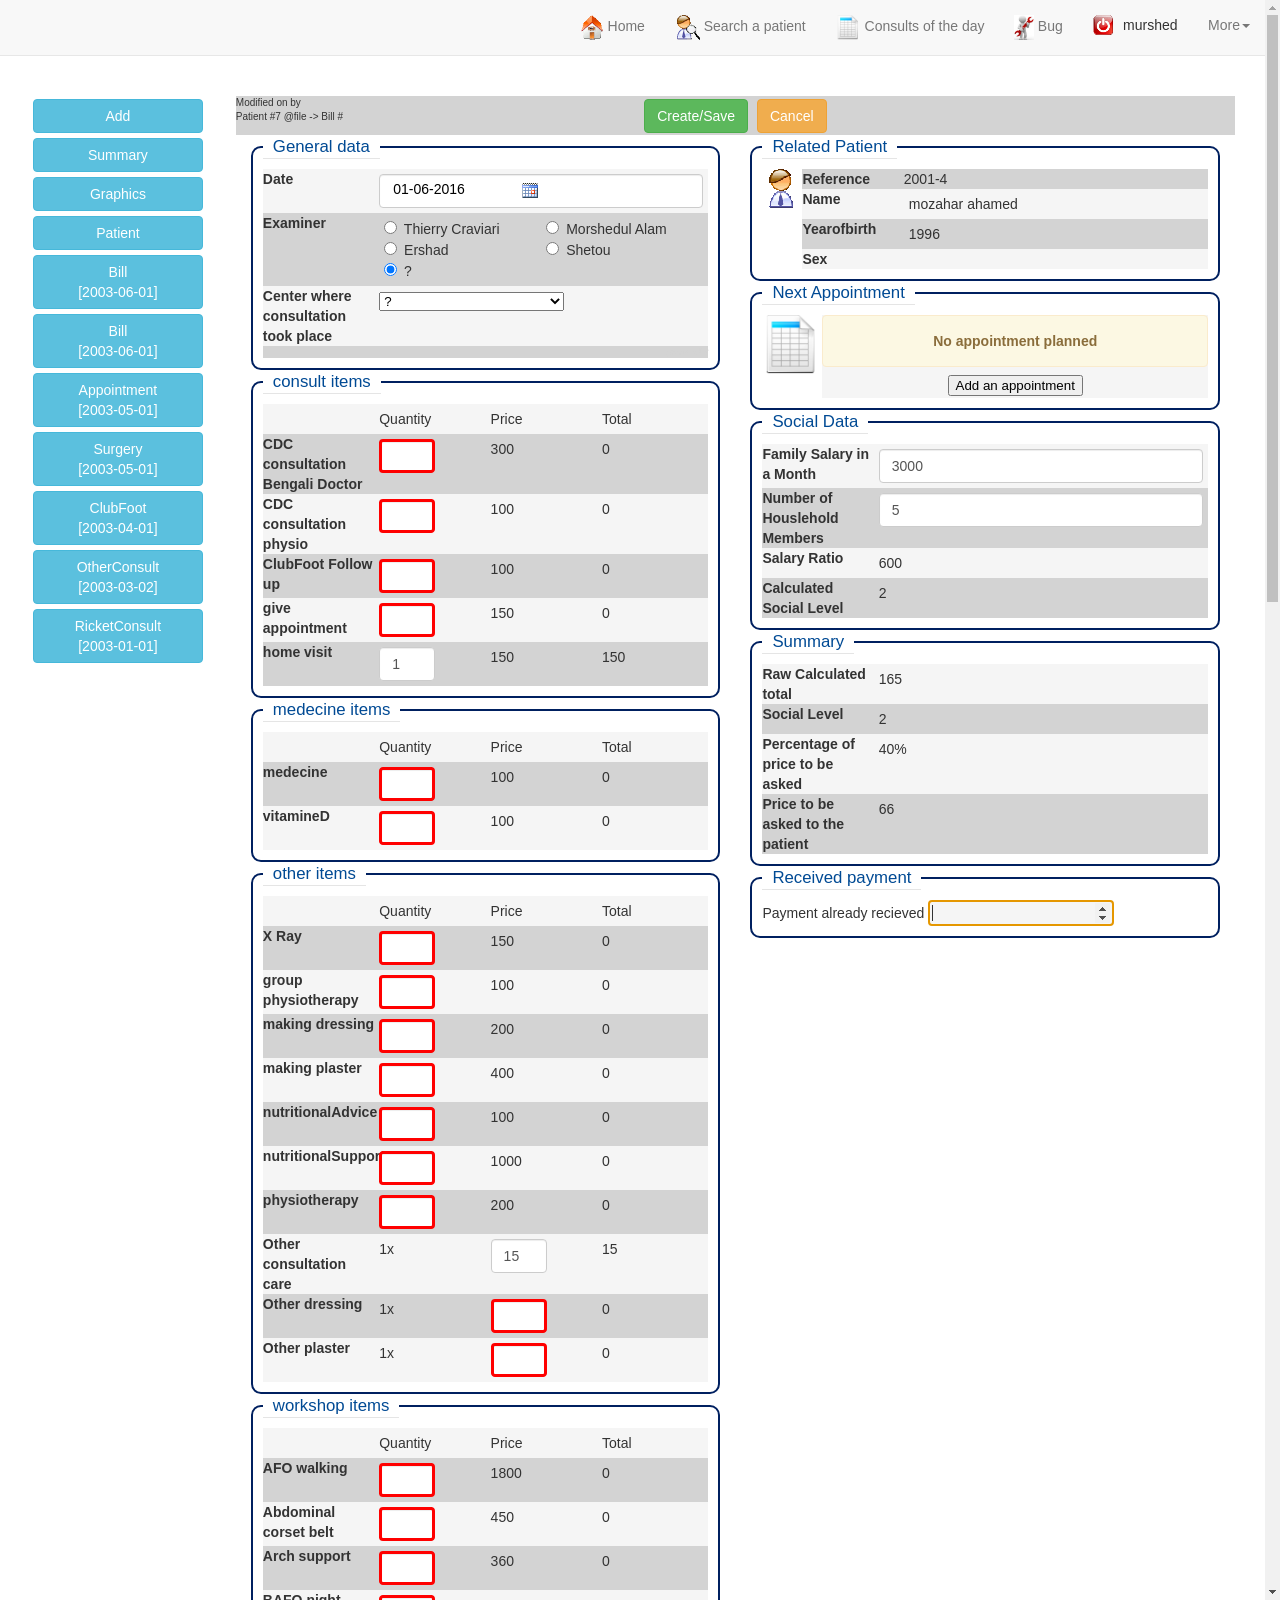 Home Search a patient Consults of the day Bug murshed More
Add
Summary
Graphics
Patient
Bill
[2003-06-01]
Bill
[2003-06-01]
Appointment
[2003-05-01]
Surgery
[2003-05-01]
ClubFoot
[2003-04-01]
OtherConsult
[2003-03-02]
RicketConsult
[2003-01-01]
Modified on by
Patient #7 @file -> Bill #
Create/Save Cancel
General data
Date 01-06-2016
Examiner Thierry Craviari Morshedul Alam
Ershad Shetou
?
Center where
consultation
took place
?
consult items
Quantity Price Total
CDC
consultation
Bengali Doctor
300 0
CDC
consultation
physio
100 0
ClubFoot Follow
up
100 0
give
appointment
150 0
home visit 1 150 150
medecine items
Quantity Price Total
medecine 100 0
vitamineD 100 0
other items
Quantity Price Total
X Ray 150 0
group
physiotherapy
100 0
making dressing 200 0
making plaster 400 0
nutritionalAdvice 100 0
nutritionalSuppor 1000 0
physiotherapy 200 0
Other
consultation
care
1x 15 15
Other dressing 1x 0
Other plaster 1x 0
workshop items
Quantity Price Total
AFO walking 1800 0
Abdominal
corset belt
450 0
Arch support 360 0
BAFO night
Related Patient
Reference 2001-4
Name mozahar ahamed
Yearofbirth 1996
Sex
Next Appointment
No appointment planned
Add an appointment
Social Data
Family Salary in
a Month
3000
Number of
Houslehold
Members
5
Salary Ratio 600
Calculated
Social Level
2
Summary
Raw Calculated
total
165
Social Level 2
Percentage of
price to be
asked
40%
Price to be
asked to the
patient
66
Received payment
Payment already recieved